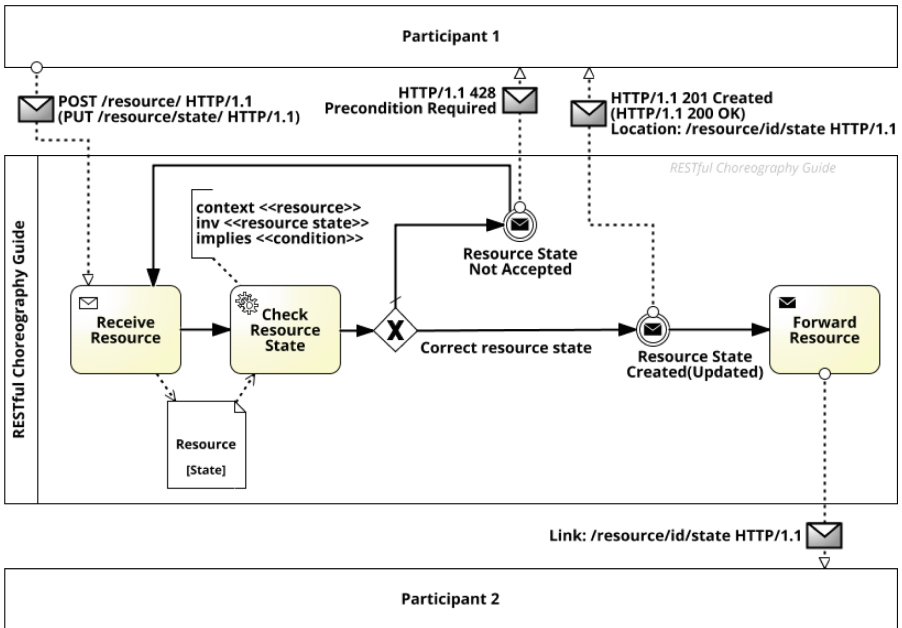 Participant 1
POST /resource/ HTTP/1.1
(PUT /resource/state/ HTTP/1.1)
HTTP/1.1 428
Precondition Required
HTTP/1.1 201 Created
(HTTP/1.1 200 OK)
Location: /resource/id/state HTTP/1.1
RESTful Choreography Guide
RESTful Choreography Guide
context <<resource>>
inv <<resource state>>
implies <<condition>>
Resource State
Not Accepted
Receive
Resource
Check
Resource
State
X
Correct resource state
Resource State
Created(Updated)
Forward
Resource
Resource
[State]
Link: /resource/id/state HTTP/1.1
Participant 2